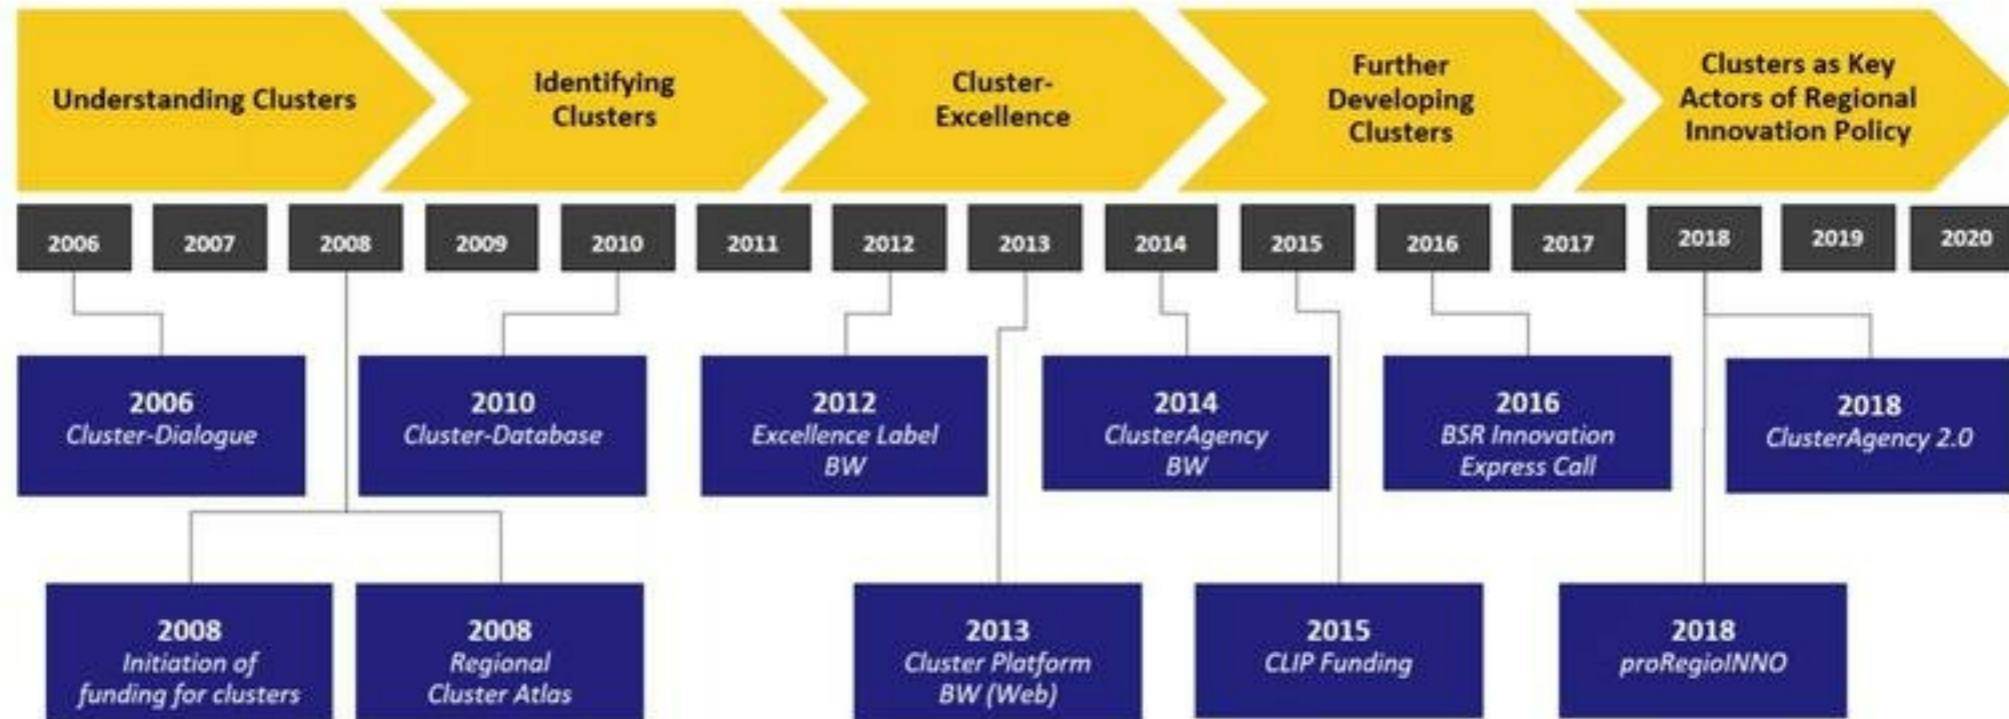 Understanding Clusters
Identifying
Clusters
Cluster-
Excellence
Further
Developing
Clusters
Clusters as Key
Actors of Regional
Innovation Policy
2006
2007
2008
2009
2010
2011
2012
2013
2014
2015
2016
2017
2018
2019
2020
2006
Cluster-Dialogue
2010
Cluster-Database
2012
Excellence Label
BW
2014
ClusterAgency
BW
2016
BSR Innovation
Express Call
2018
ClusterAgency 2.0
2008
Initiation of
funding for clusters
2008
Regional
Cluster Atlas
2013
Cluster Platform
BW (Web)
2015
CLIP Funding
2018
proRegioINNO